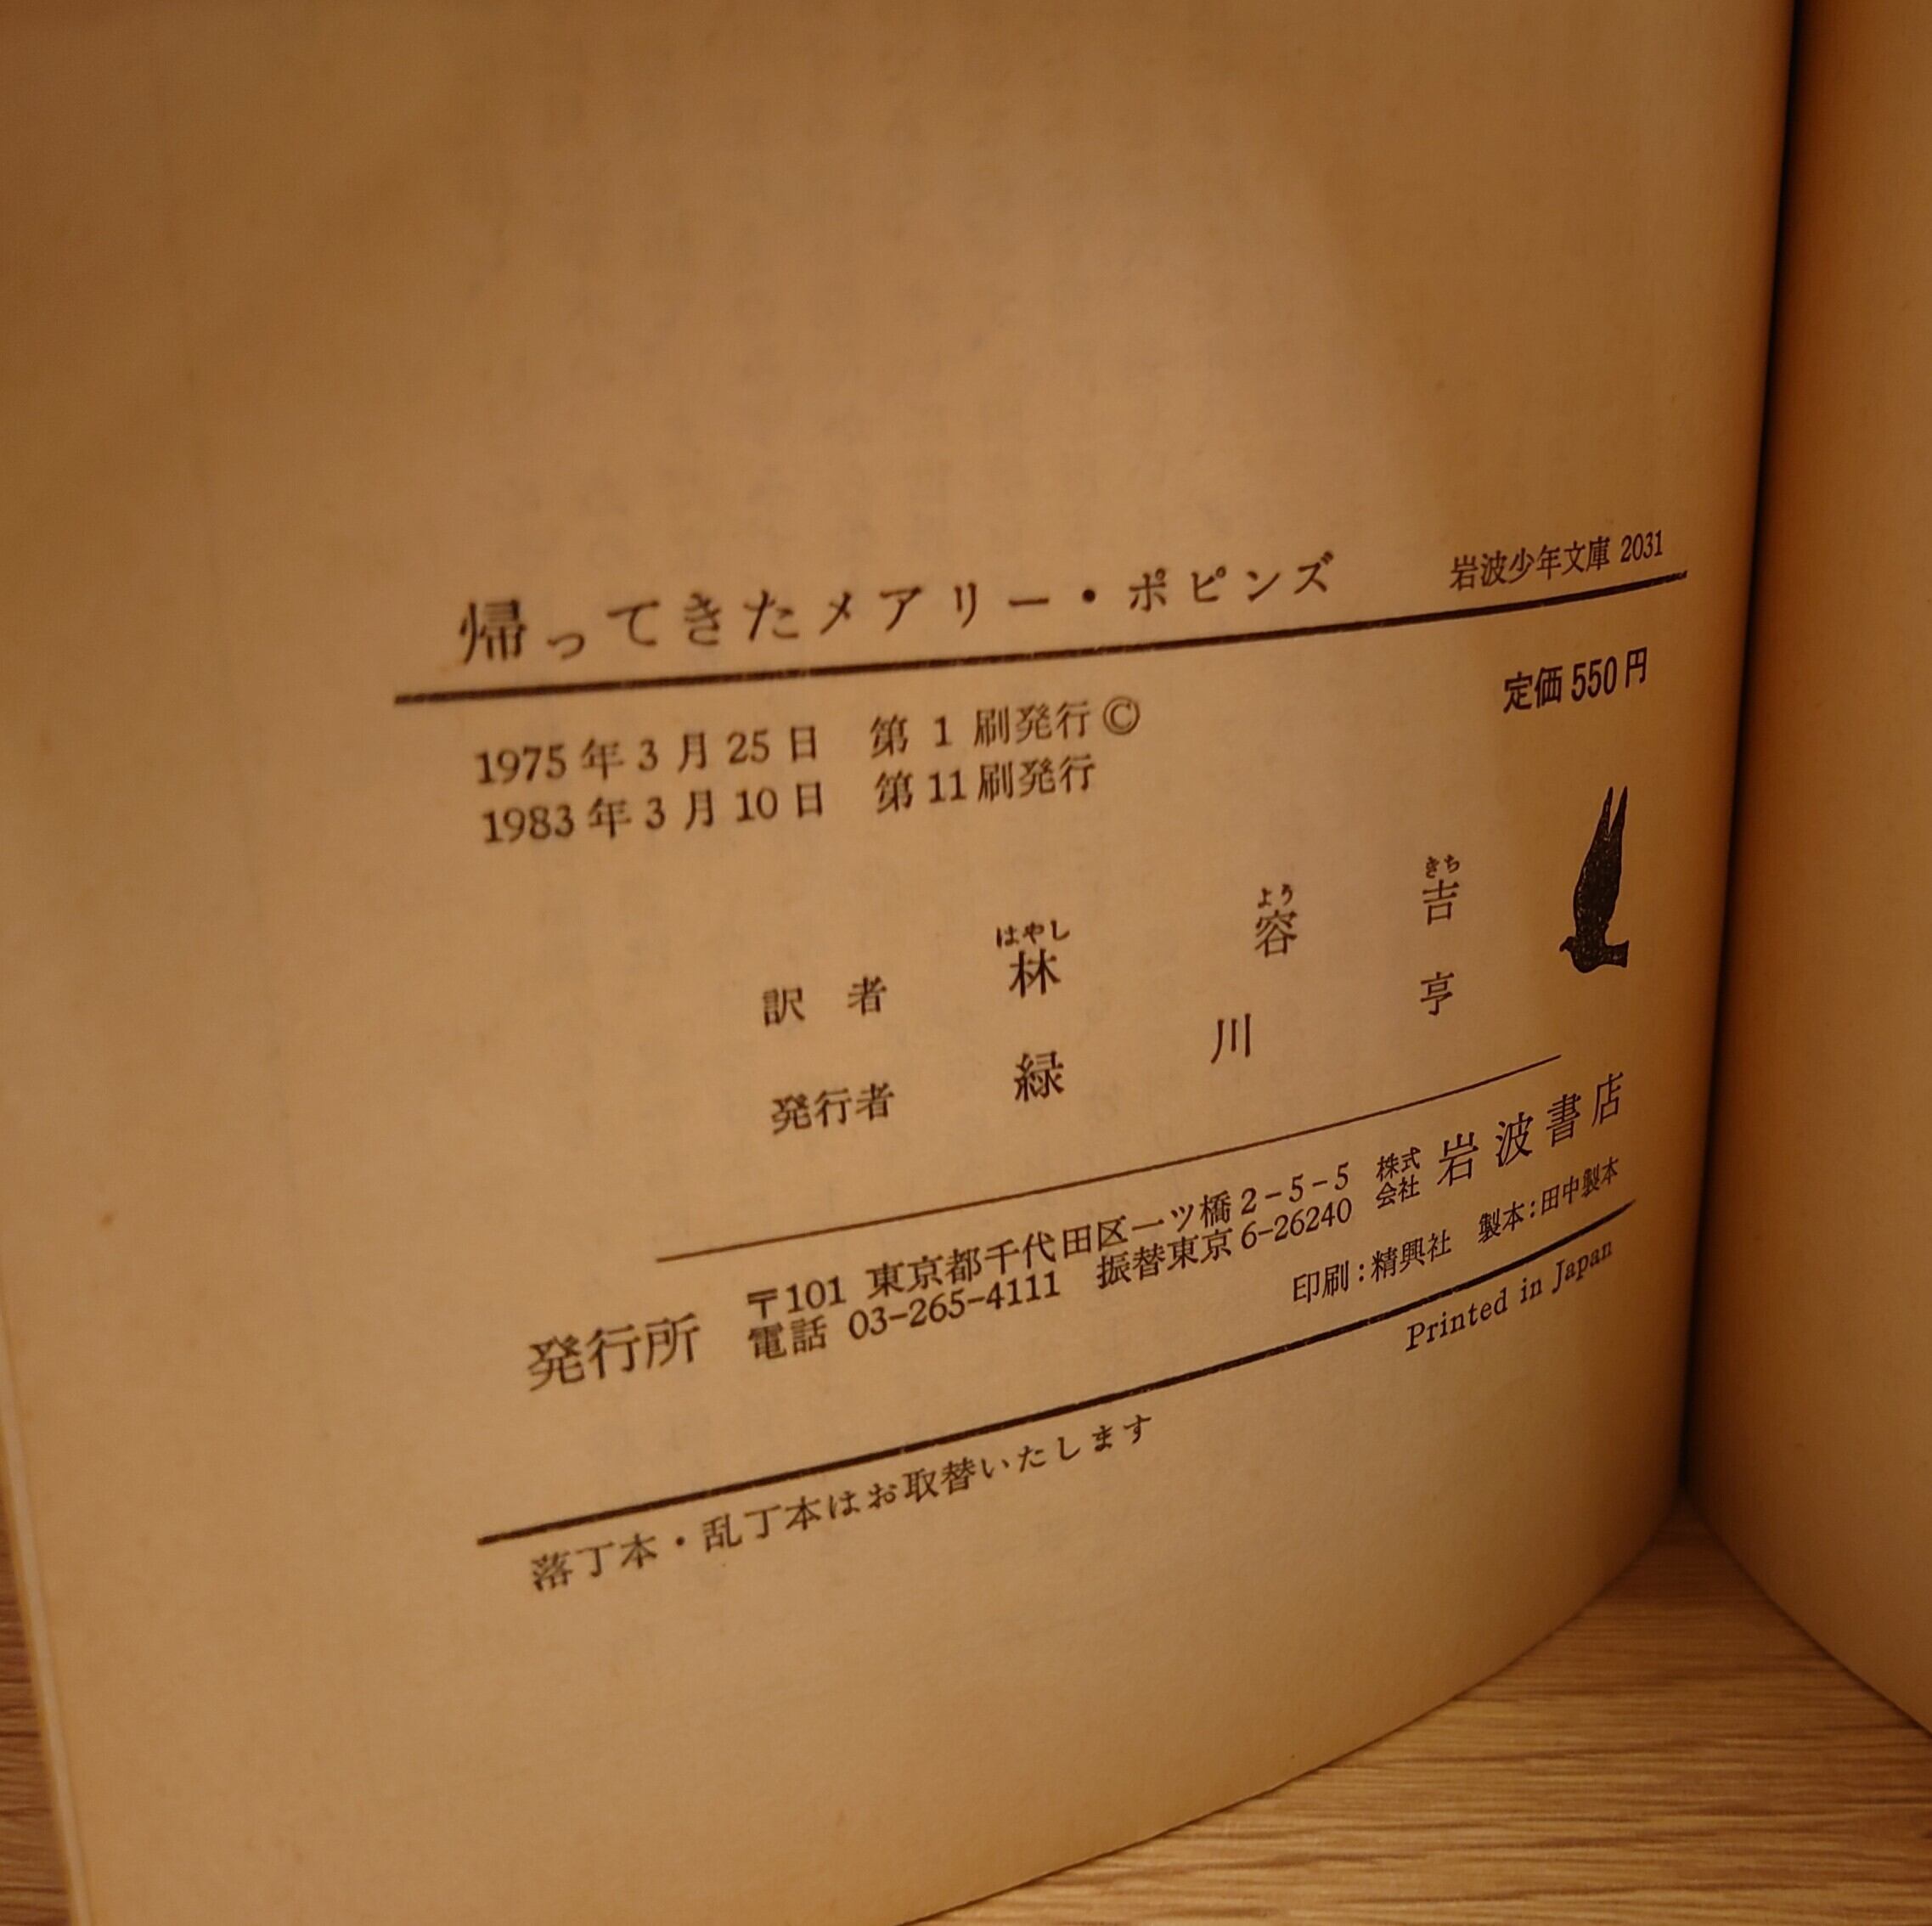 帰ってきたメアリー・ポピンズ　岩波少年文庫 2031
定価 550 円
1975 年 3 月 25 日　第 1 刷発行 ©
1983 年 3 月 10 日　第 11 刷発行
はやし　よう　きち
訳者　林　容　吉
発行者　緑　川　亨
〒101 東京都千代田区一ツ橋 2-5-5
発行所　株式会社　岩波書店
電話 03-265-4111　振替東京 6-26240
印刷：精興社　製本：田中製本
Printed in Japan
落丁本・乱丁本はお取替いたします